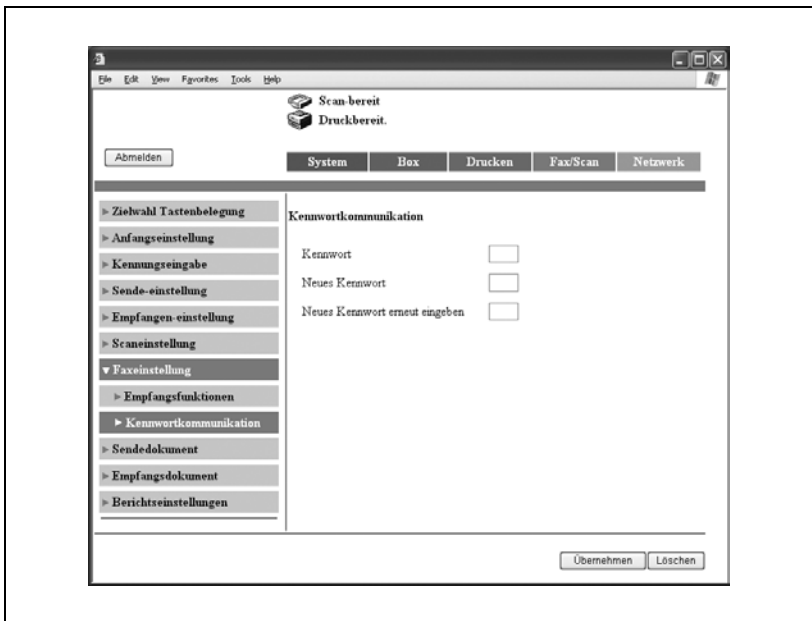 File Edit View Favorites Tools Help
Scan-bereit
Druckbereit.
Abmelden
System Box Drucken Fax/Scan Netzwerk
Zielwahl Tastenbelegung
Anfangseinstellung
Kennungseingabe
Sende-einstellung
Empfangen-einstellung
Scaneinstellung
Faxeinstellung
Empfangsfunktionen
Kennwortkommunikation
Sendedokument
Empfangsdokument
Berichtseinstellungen
Kennwortkommunikation
Kennwort
Neues Kennwort
Neues Kennwort erneut eingeben
Übernehmen Löschen